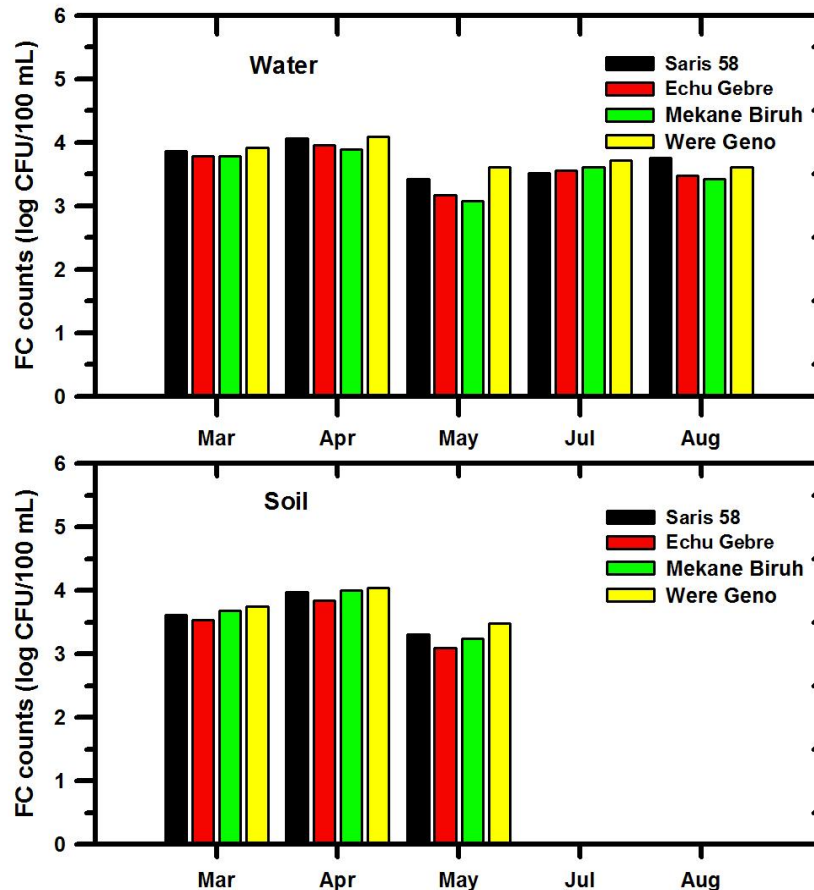 FC counts (log CFU/100 mL)
6
5
4
3
2
1
0
Water
Saris 58
Echu Gebre
Mekane Biruh
Were Geno
Mar Apr May Jul Aug
FC counts (log CFU/100 mL)
6
5
4
3
2
1
0
Soil
Saris 58
Echu Gebre
Mekane Biruh
Were Geno
Mar Apr May Jul Aug